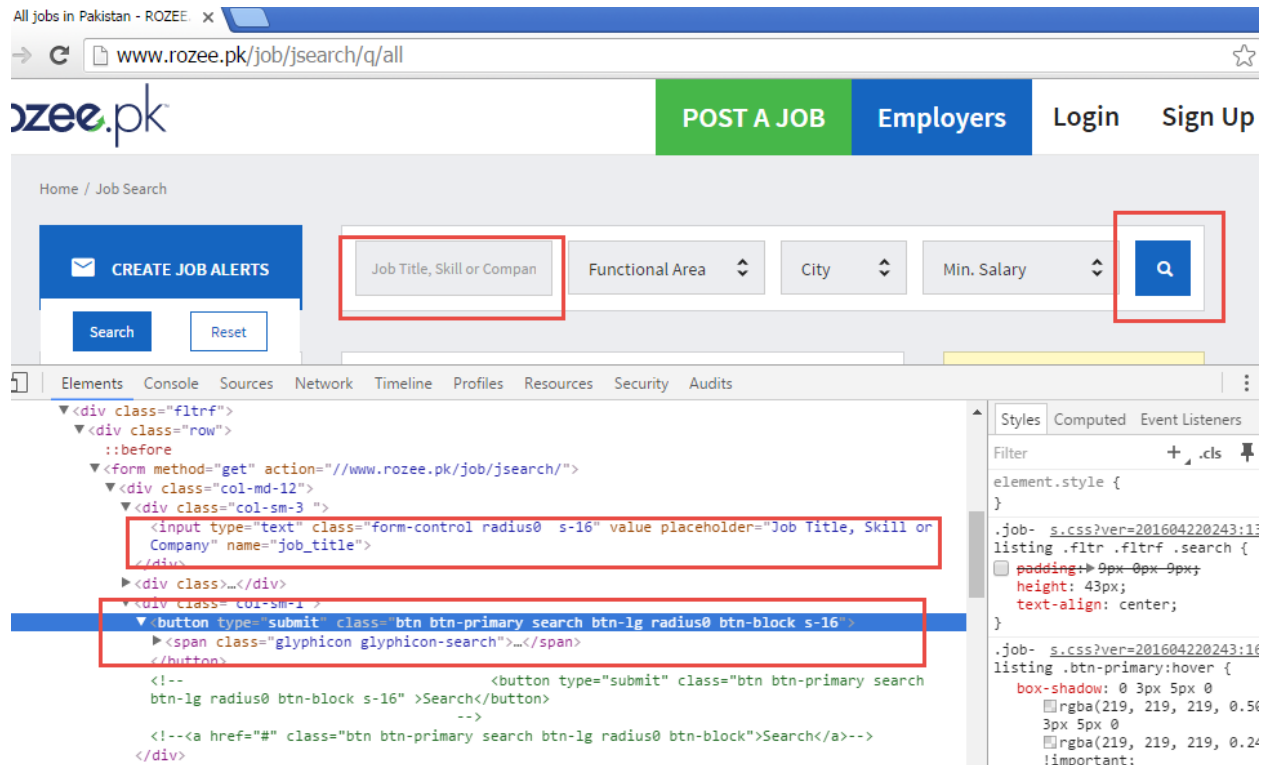 All jobs in Pakistan - ROZEE.
www.rozee.pk/job/jsearch/q/all
ozee.pk
POST A JOB Employers Login Sign Up
Home / Job Search
CREATE JOB ALERTS Job Title, Skill or Compan Functional Area City Min. Salary
Search Reset
Elements Console Sources Network Timeline Profiles Resources Security Audits
<div class="fltrf">
<div class="row">
::before
<form method="get" action="//www.rozee.pk/job/jsearch/">
<div class="col-md-12">
<div class="col-sm-3 ">
<input type="text" class="form-control radius0  s-16" value placeholder="Job Title, Skill or
Company" name="job_title">
</div>
<div class>…</div>
<div class="col-sm-1">
<button type="submit" class="btn btn-primary search btn-lg radius0 btn-block s-16">
<span class="glyphicon glyphicon-search">…</span>
</button>
<!-- <button type="submit" class="btn btn-primary search
btn-lg radius0 btn-block s-16" >Search</button>
-->
<!--<a href="#" class="btn btn-primary search btn-lg radius0 btn-block">Search</a>-->
</div>
Styles Computed Event Listeners
Filter + .cls
element.style {
}
.job- s.css?ver=201604220243:13
listing .fltr .fltrf .search {
padding: 9px 0px 9px;
height: 43px;
text-align: center;
}
.job- s.css?ver=201604220243:16
listing .btn-primary:hover {
box-shadow: 0 3px 5px 0
rgba(219, 219, 219, 0.50
3px 5px 0
rgba(219, 219, 219, 0.24
!important;